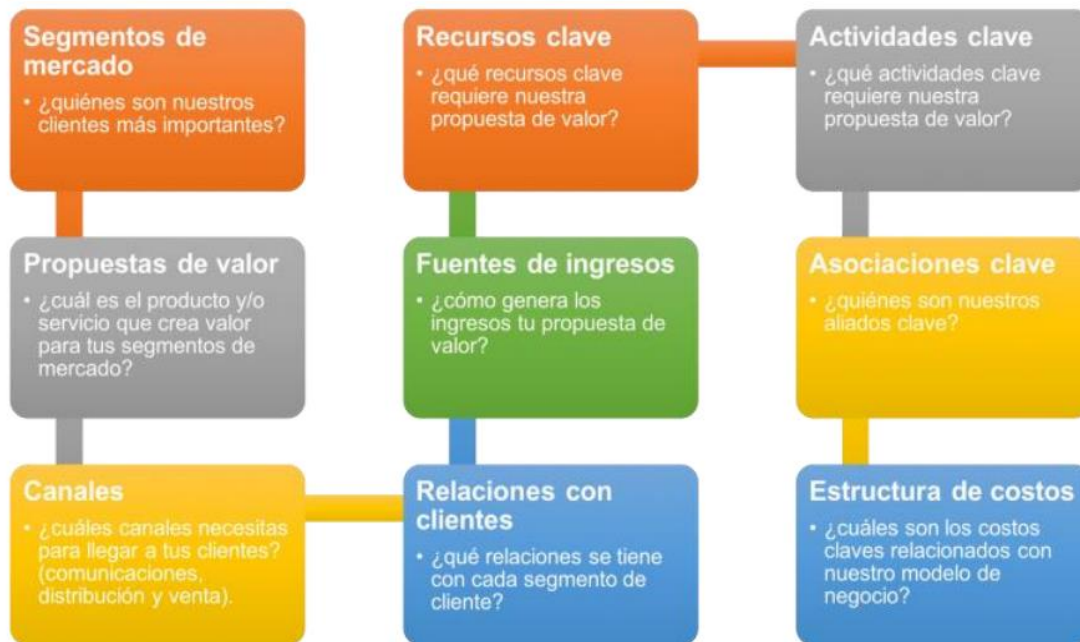 Segmentos de
mercado
• ¿quiénes son nuestros
clientes más importantes?
Propuestas de valor
• ¿cuál es el producto y/o
servicio que crea valor
para tus segmentos de
mercado?
Canales
• ¿cuáles canales necesitas
para llegar a tus clientes?
(comunicaciones,
distribución y venta).
Relaciones con
clientes
• ¿qué relaciones se tiene
con cada segmento de
cliente?
Fuentes de ingresos
• ¿cómo genera los
ingresos tu propuesta de
valor?
Recursos clave
• ¿qué recursos clave
requiere nuestra
propuesta de valor?
Actividades clave
• ¿qué actividades clave
requiere nuestra
propuesta de valor?
Asociaciones clave
• ¿quiénes son nuestros
aliados clave?
Estructura de costos
• ¿cuáles son los costos
claves relacionados con
nuestro modelo de
negocio?